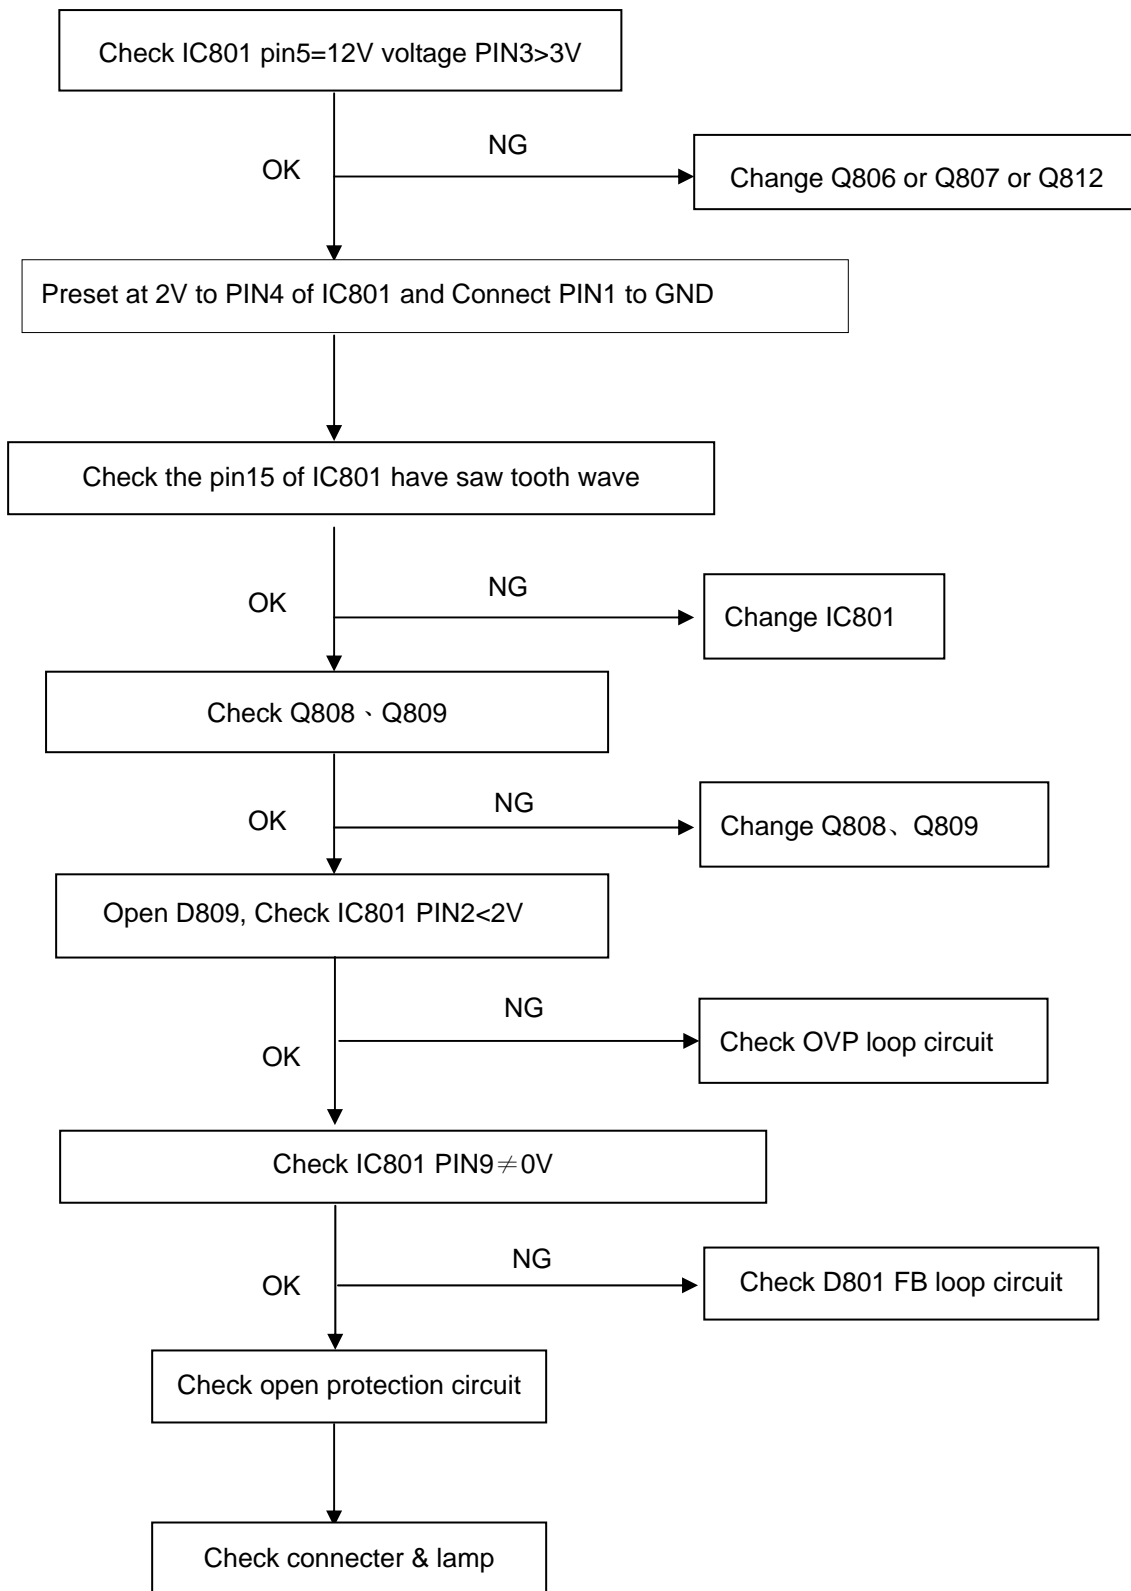 Check IC801 pin5=12V voltage PIN3>3V
NG
OK
Change Q806 or Q807 or Q812
Preset at 2V to PIN4 of IC801 and Connect PIN1 to GND
Check the pin15 of IC801 have saw tooth wave
NG
OK
Change IC801
Check Q808、Q809
NG
OK
Change Q808、Q809
Open D809, Check IC801 PIN2<2V
NG
OK
Check OVP loop circuit
Check IC801 PIN9≠0V
NG
OK
Check D801 FB loop circuit
Check open protection circuit
Check connecter & lamp